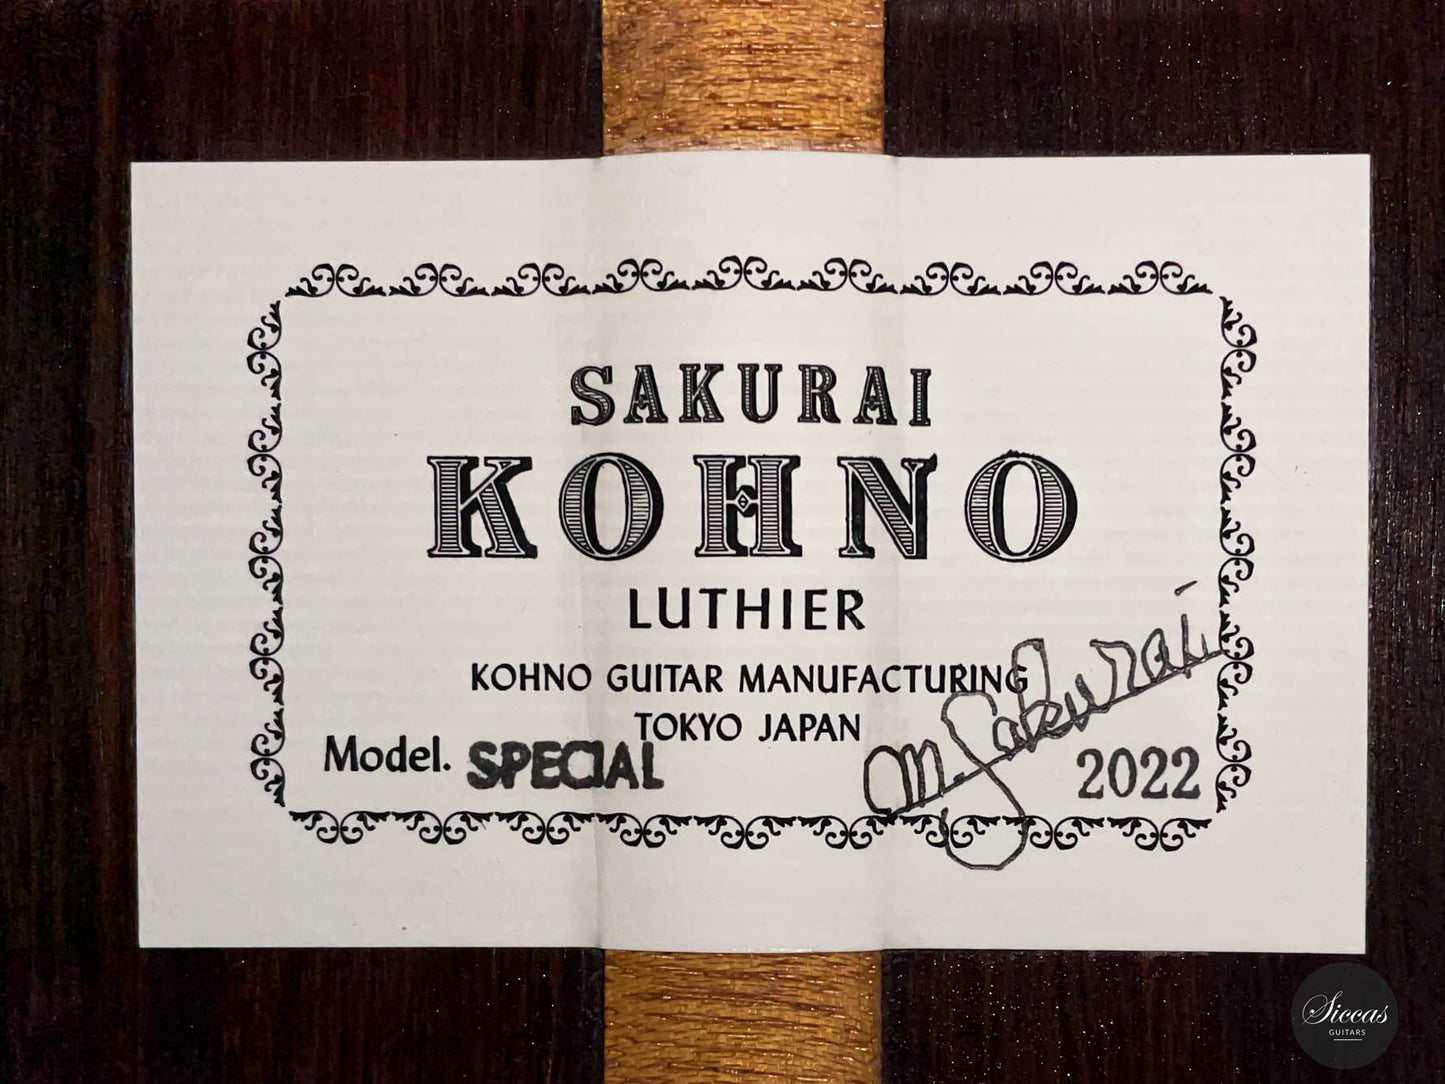 SAKURAI
KOHNO
LUTHIER
KOHNO GUITAR MANUFACTURING
TOKYO JAPAN
Model. SPECIAL
M. Sakurai
2022
Siccas
GUITARS